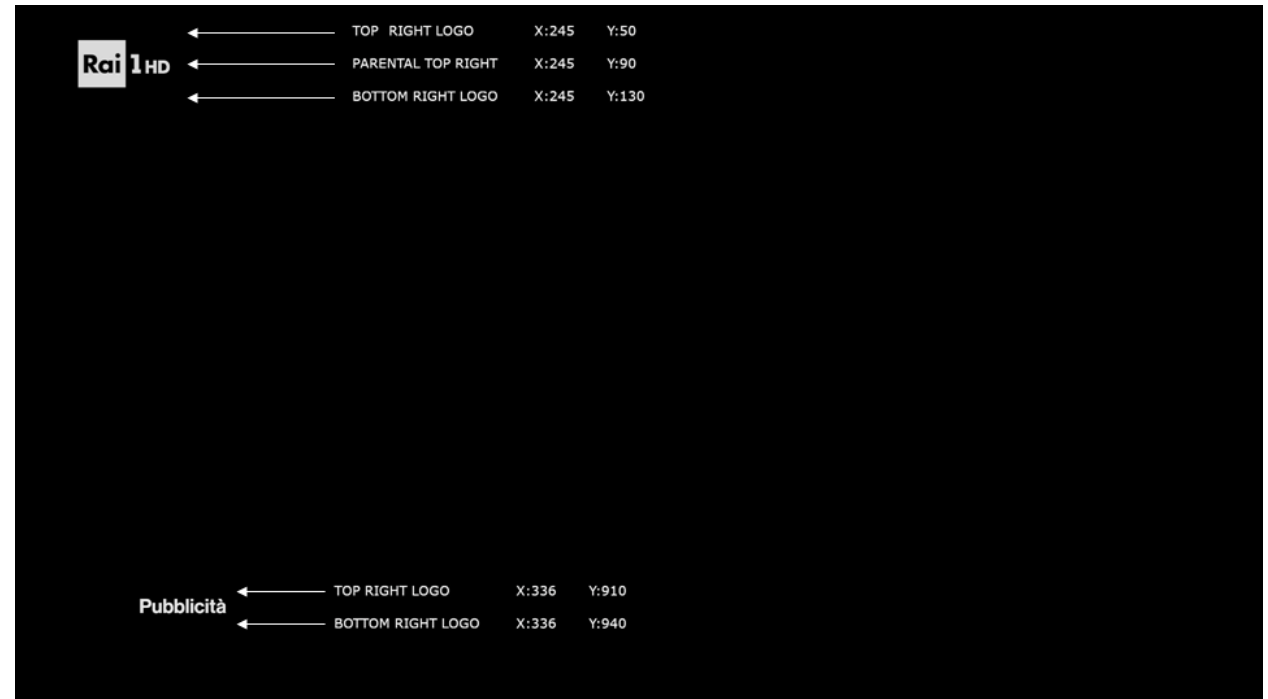 TOP RIGHT LOGO X:245 Y:50
Rai 1 HD PARENTAL TOP RIGHT X:245 Y:90
BOTTOM RIGHT LOGO X:245 Y:130
TOP RIGHT LOGO X:336 Y:910
Pubblicità
BOTTOM RIGHT LOGO X:336 Y:940